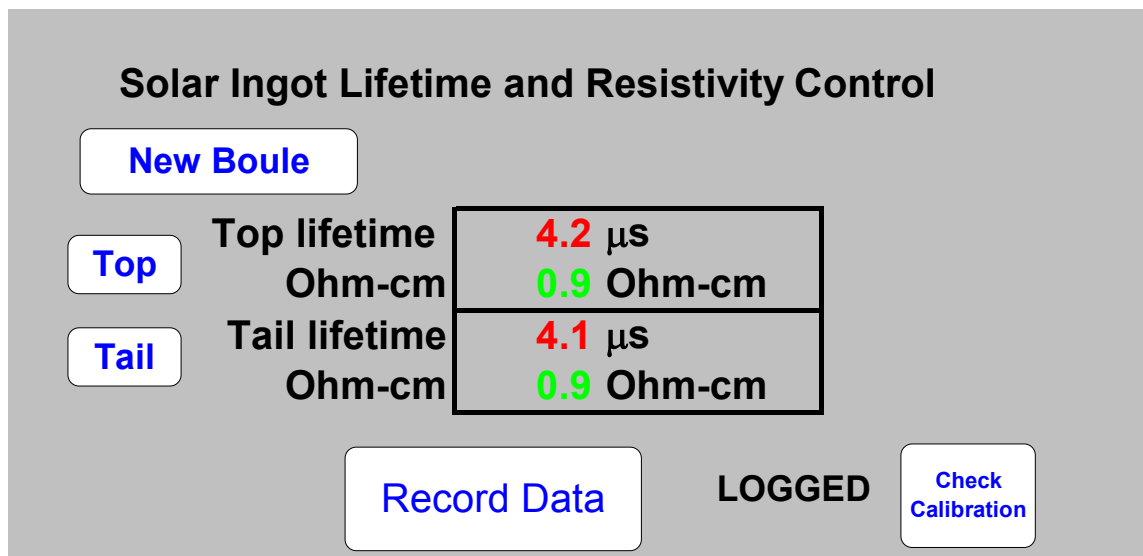 Solar Ingot Lifetime and Resistivity Control
New Boule
Top
Top lifetime 4.2 μs
Ohm-cm 0.9 Ohm-cm
Tail
Tail lifetime 4.1 μs
Ohm-cm 0.9 Ohm-cm
Record Data
LOGGED
Check
Calibration